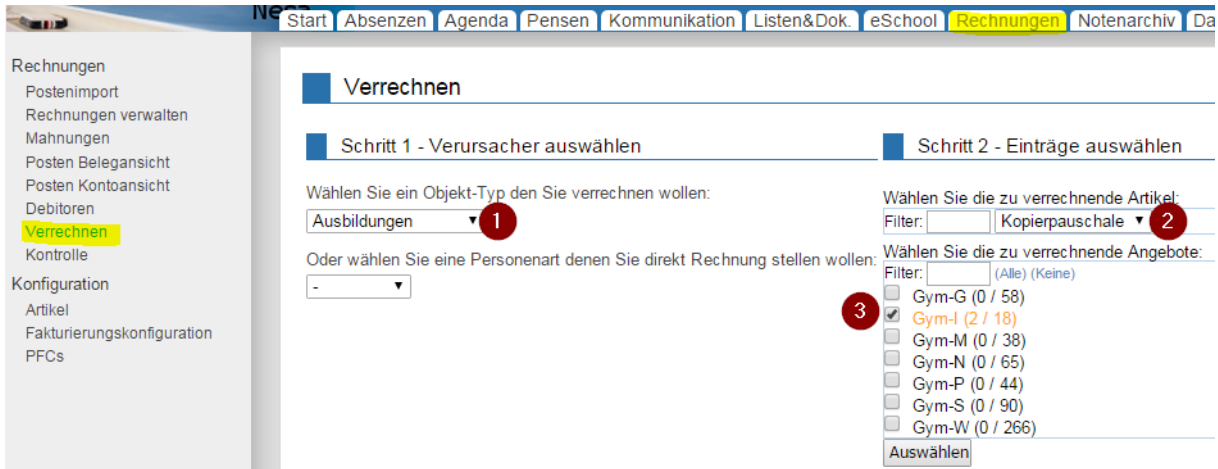 Start Absenzen Agenda Pensen Kommunikation Listen&Dok. eSchool Rechnungen Notenarchiv Da
Rechnungen
Postenimport
Rechnungen verwalten
Mahnungen
Posten Belegansicht
Posten Kontoansicht
Debitoren
Verrechnen
Kontrolle
Konfiguration
Artikel
Fakturierungskonfiguration
PFCs
Verrechnen
Schritt 1 - Verursacher auswählen
Wählen Sie ein Objekt-Typ den Sie verrechnen wollen:
Ausbildungen 1
Oder wählen Sie eine Personenart denen Sie direkt Rechnung stellen wollen:
-
Schritt 2 - Einträge auswählen
Wählen Sie die zu verrechnende Artikel:
Filter: Kopierpauschale 2
Wählen Sie die zu verrechnende Angebote:
Filter: (Alle) (Keine)
Gym-G (0 / 58)
3 Gym-I (2 / 18)
Gym-M (0 / 38)
Gym-N (0 / 65)
Gym-P (0 / 44)
Gym-S (0 / 90)
Gym-W (0 / 266)
Auswählen